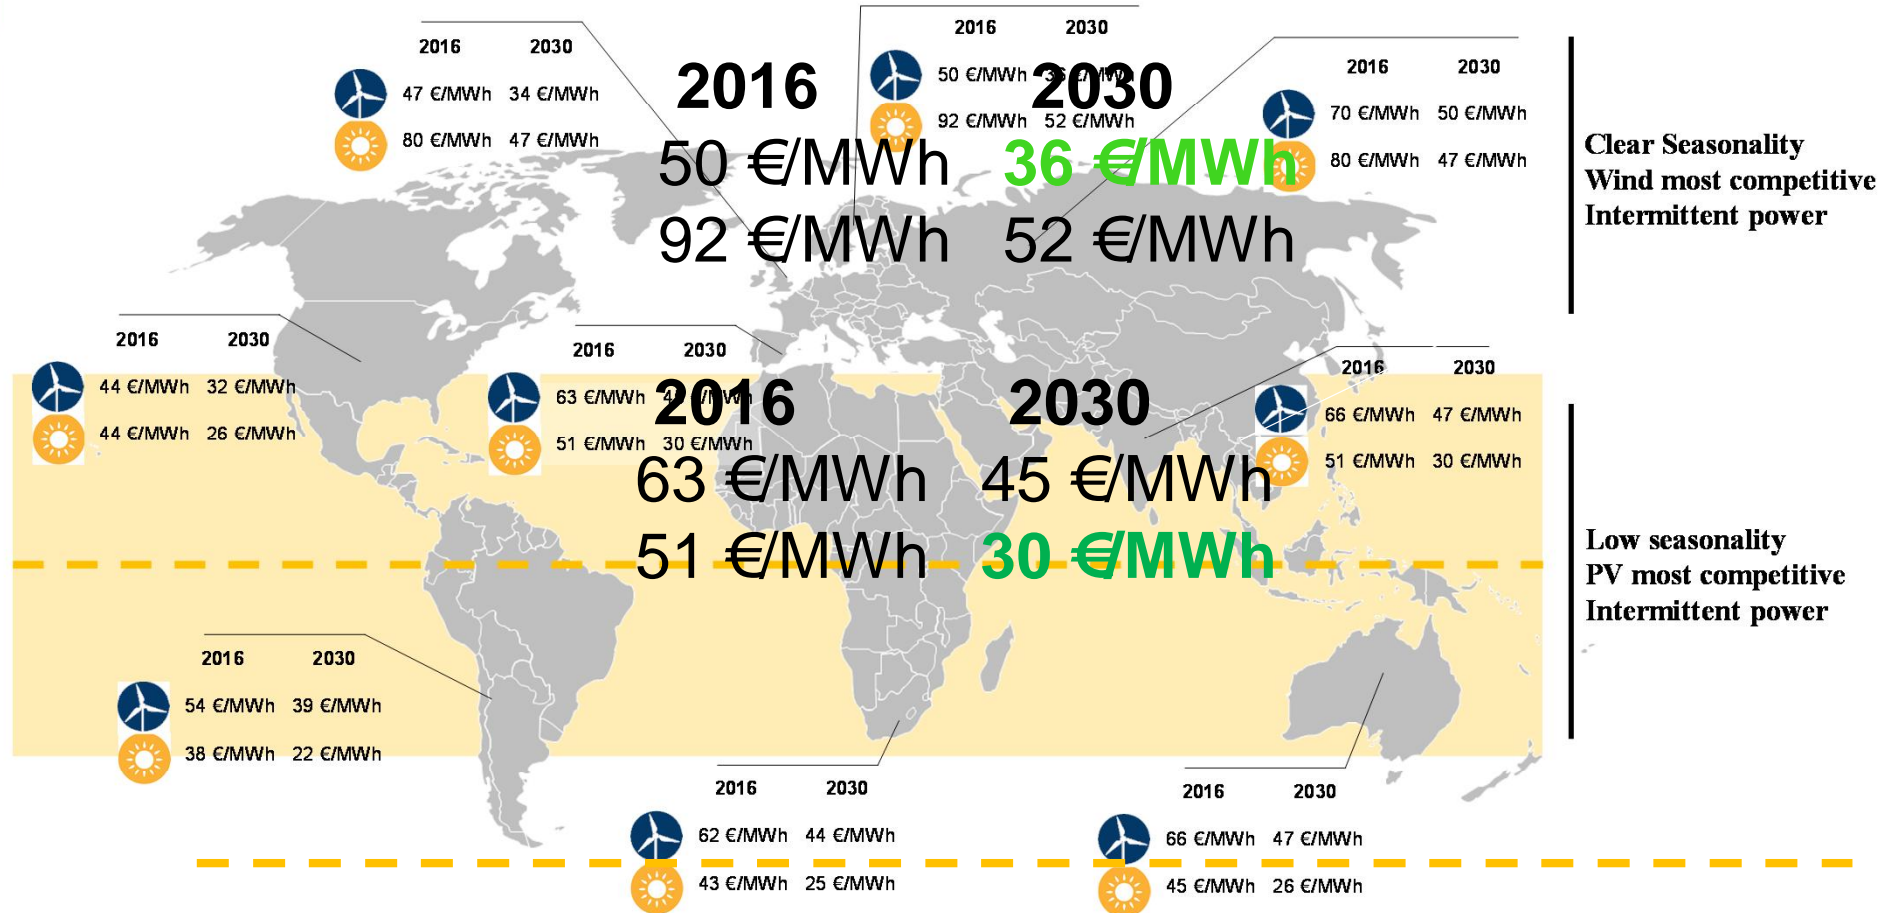 2016 2030
47 €/MWh 34 €/MWh
80 €/MWh 47 €/MWh
2016 2030
50 €/MWh 36 €/MWh
92 €/MWh 52 €/MWh
2016 2030
70 €/MWh 50 €/MWh
80 €/MWh 47 €/MWh
2016 2030
50 €/MWh 36 €/MWh
92 €/MWh 52 €/MWh
Clear Seasonality
Wind most competitive
Intermittent power
2016 2030
44 €/MWh 32 €/MWh
44 €/MWh 26 €/MWh
2016 2030
63 €/MWh
51 €/MWh 30 €/MWh
2016 2030
63 €/MWh 45 €/MWh
51 €/MWh 30 €/MWh
2016 2030
66 €/MWh 47 €/MWh
51 €/MWh 30 €/MWh
Low seasonality
PV most competitive
Intermittent power
2016 2030
54 €/MWh 39 €/MWh
38 €/MWh 22 €/MWh
2016 2030
62 €/MWh 44 €/MWh
43 €/MWh 25 €/MWh
2016 2030
66 €/MWh 47 €/MWh
45 €/MWh 26 €/MWh